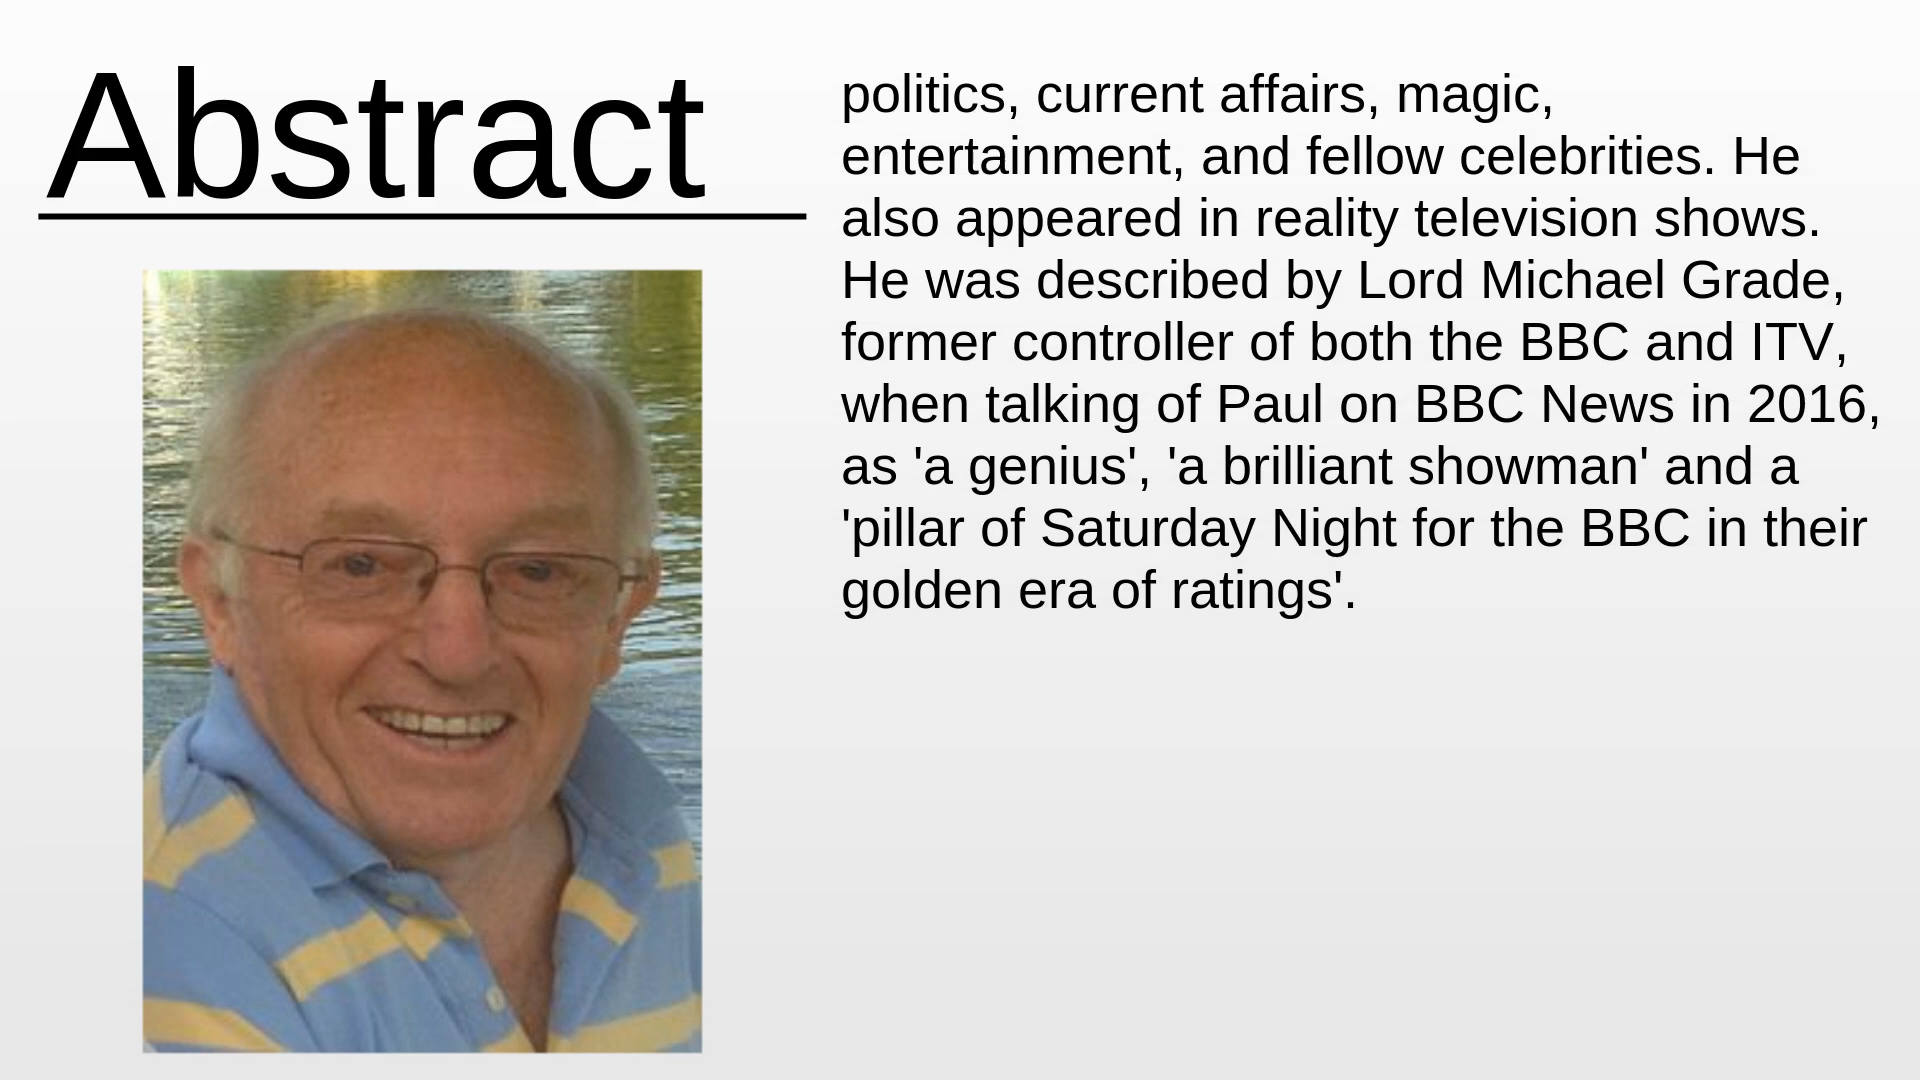 Abstract
politics, current affairs, magic,
entertainment, and fellow celebrities. He
also appeared in reality television shows.
He was described by Lord Michael Grade,
former controller of both the BBC and ITV,
when talking of Paul on BBC News in 2016,
as 'a genius', 'a brilliant showman' and a
'pillar of Saturday Night for the BBC in their
golden era of ratings'.